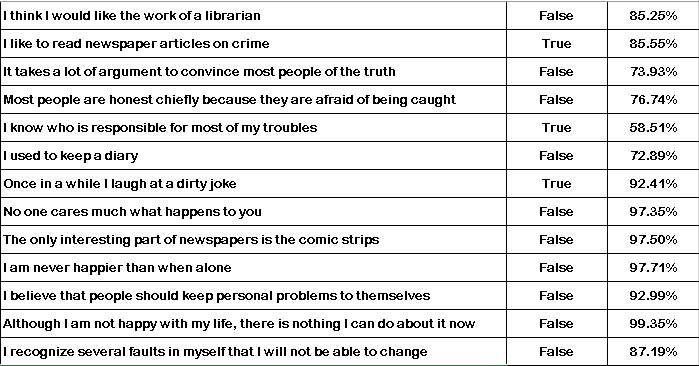 I think I would like the work of a librarian False 85.25%
I like to read newspaper articles on crime True 85.55%
It takes a lot of argument to convince most people of the truth False 73.93%
Most people are honest chiefly because they are afraid of being caught False 76.74%
I know who is responsible for most of my troubles True 58.51%
I used to keep a diary False 72.89%
Once in a while I laugh at a dirty joke True 92.41%
No one cares much what happens to you False 97.35%
The only interesting part of newspapers is the comic strips False 97.50%
I am never happier than when alone False 97.71%
I believe that people should keep personal problems to themselves False 92.99%
Although I am not happy with my life, there is nothing I can do about it now False 99.35%
I recognize several faults in myself that I will not be able to change False 87.19%